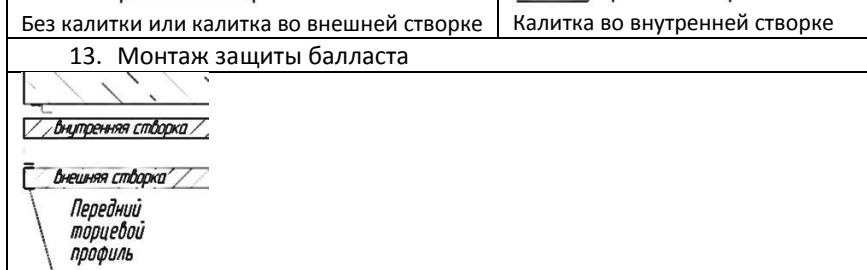 Без калитки или калитка во внешней створке
Калитка во внутренней створке
13. Монтаж защиты балласта
внутренняя створка
внешняя створка
Передний
торцевой
профиль